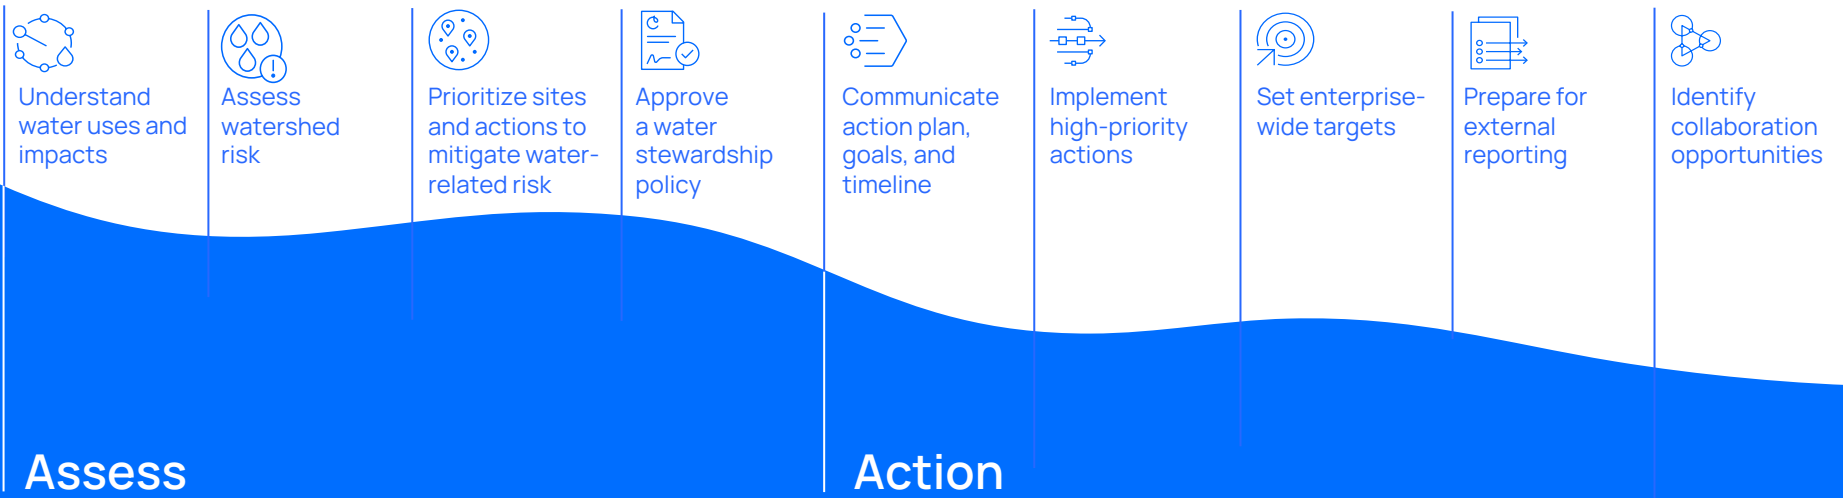 Understand
water uses and
impacts
Assess
watershed
risk
Prioritize sites
and actions to
mitigate water-
related risk
Approve
a water
stewardship
policy
Communicate
action plan,
goals, and
timeline
Implement
high-priority
actions
Set enterprise-
wide targets
Prepare for
external
reporting
Identify
collaboration
opportunities
Assess
Action